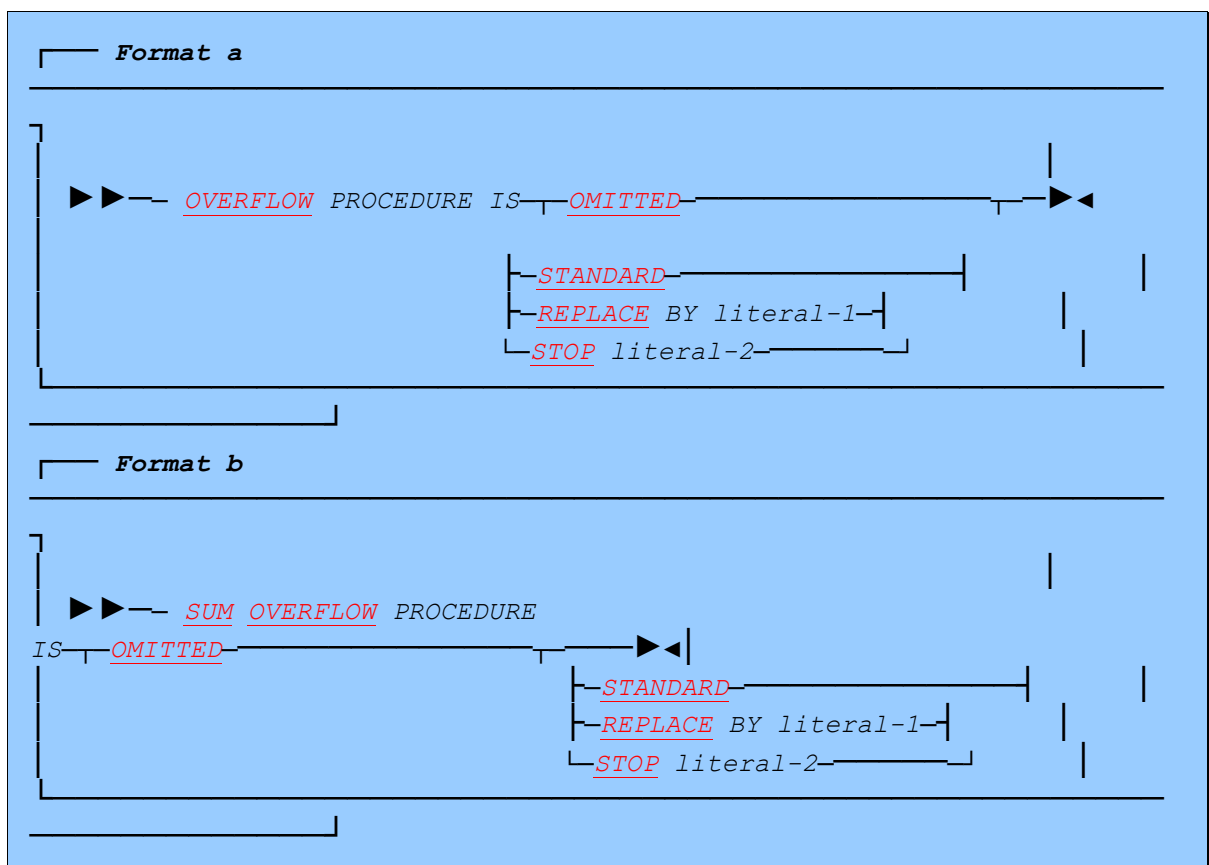 Format a
OVERFLOW PROCEDURE IS OMITTED
STANDARD
REPLACE BY literal-1
STOP literal-2
Format b
SUM OVERFLOW PROCEDURE
IS OMITTED
STANDARD
REPLACE BY literal-1
STOP literal-2